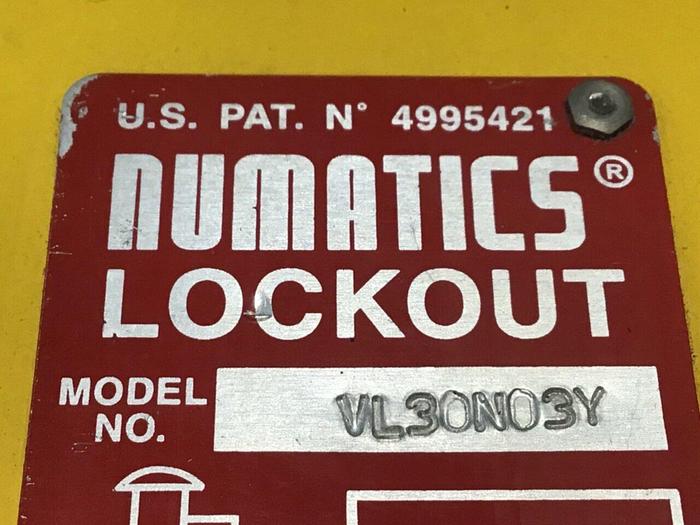 U.S. PAT. N° 4995421
NUMATICS®
LOCKOUT
MODEL NO. VL30N03Y